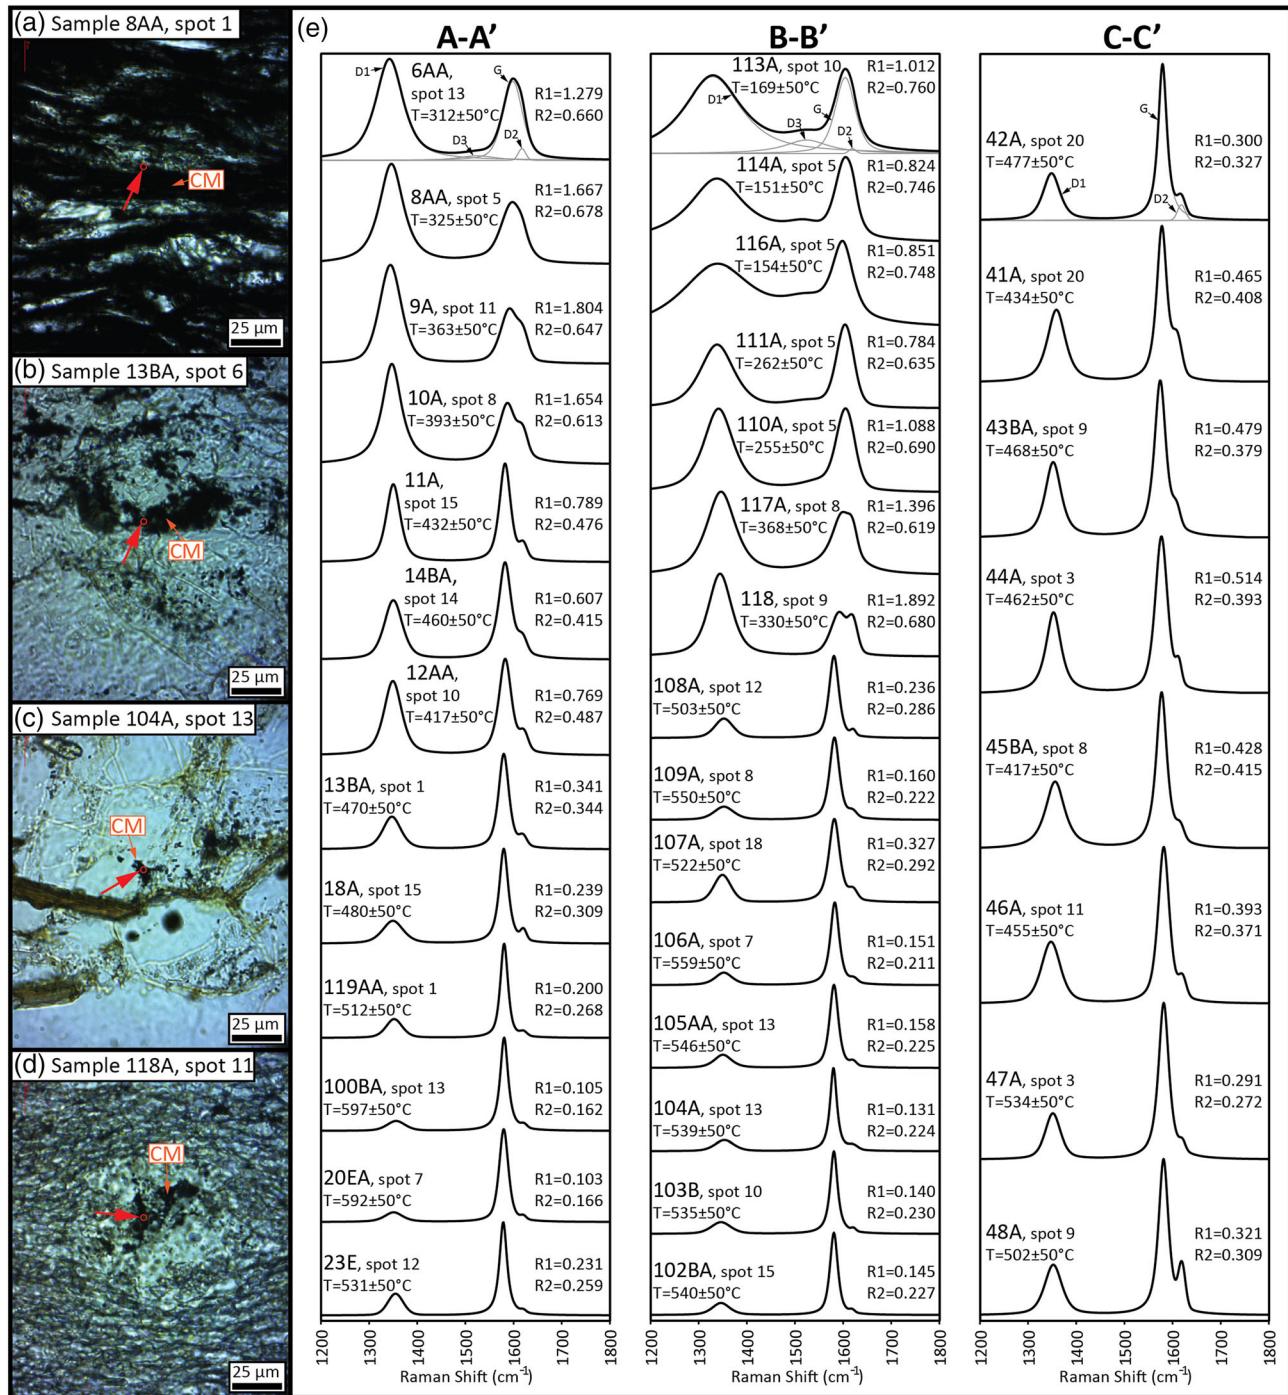 (a) Sample 8AA, spot 1
CM
25 µm
(b) Sample 13BA, spot 6
CM
25 µm
(c) Sample 104A, spot 13
CM
25 µm
(d) Sample 118A, spot 11
CM
25 µm
(e)
A-A’
D1
G
D3
D2
6AA,
spot 13
T=312±50°C
R1=1.279
R2=0.660
8AA, spot 5
T=325±50°C
R1=1.667
R2=0.678
9A, spot 11
T=363±50°C
R1=1.804
R2=0.647
10A, spot 8
T=393±50°C
R1=1.654
R2=0.613
11A,
spot 15
T=432±50°C
R1=0.789
R2=0.476
14BA,
spot 14
T=460±50°C
R1=0.607
R2=0.415
12AA,
spot 10
T=417±50°C
R1=0.769
R2=0.487
13BA, spot 1
T=470±50°C
R1=0.341
R2=0.344
18A, spot 15
T=480±50°C
R1=0.239
R2=0.309
119AA, spot 1
T=512±50°C
R1=0.200
R2=0.268
100BA, spot 13
T=597±50°C
R1=0.105
R2=0.162
20EA, spot 7
T=592±50°C
R1=0.103
R2=0.166
23E, spot 12
T=531±50°C
R1=0.231
R2=0.259
1200 1300 1400 1500 1600 1700 1800
Raman Shift (cm⁻¹)
B-B’
113A, spot 10
T=169±50°C
D1
D3
G
D2
R1=1.012
R2=0.760
114A, spot 5
T=151±50°C
R1=0.824
R2=0.746
116A, spot 5
T=154±50°C
R1=0.851
R2=0.748
111A, spot 5
T=262±50°C
R1=0.784
R2=0.635
110A, spot 5
T=255±50°C
R1=1.088
R2=0.690
117A, spot 8
T=368±50°C
R1=1.396
R2=0.619
118, spot 9
T=330±50°C
R1=1.892
R2=0.680
108A, spot 12
T=503±50°C
R1=0.236
R2=0.286
109A, spot 8
T=550±50°C
R1=0.160
R2=0.222
107A, spot 18
T=522±50°C
R1=0.327
R2=0.292
106A, spot 7
T=559±50°C
R1=0.151
R2=0.211
105AA, spot 13
T=546±50°C
R1=0.158
R2=0.225
104A, spot 13
T=539±50°C
R1=0.131
R2=0.224
103B, spot 10
T=535±50°C
R1=0.140
R2=0.230
102BA, spot 15
T=540±50°C
R1=0.145
R2=0.227
1200 1300 1400 1500 1600 1700 1800
Raman Shift (cm⁻¹)
C-C’
G
42A, spot 20
T=477±50°C
D1
D2
R1=0.300
R2=0.327
41A, spot 20
T=434±50°C
R1=0.465
R2=0.408
43BA, spot 9
T=468±50°C
R1=0.479
R2=0.379
44A, spot 3
T=462±50°C
R1=0.514
R2=0.393
45BA, spot 8
T=417±50°C
R1=0.428
R2=0.415
46A, spot 11
T=455±50°C
R1=0.393
R2=0.371
47A, spot 3
T=534±50°C
R1=0.291
R2=0.272
48A, spot 9
T=502±50°C
R1=0.321
R2=0.309
1200 1300 1400 1500 1600 1700 1800
Raman Shift (cm⁻¹)